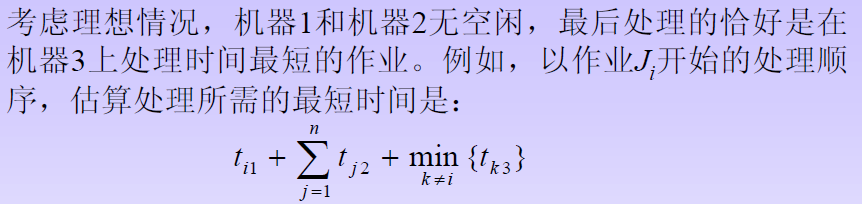 考虑理想情况，机器1和机器2无空闲，最后处理的恰好是在
机器3上处理时间最短的作业。例如，以作业Jᵢ开始的处理顺
序，估算处理所需的最短时间是：
t_{i1} + \sum_{j=1}^{n} t_{j2} + \min_{k≠i} {t_{k3}}